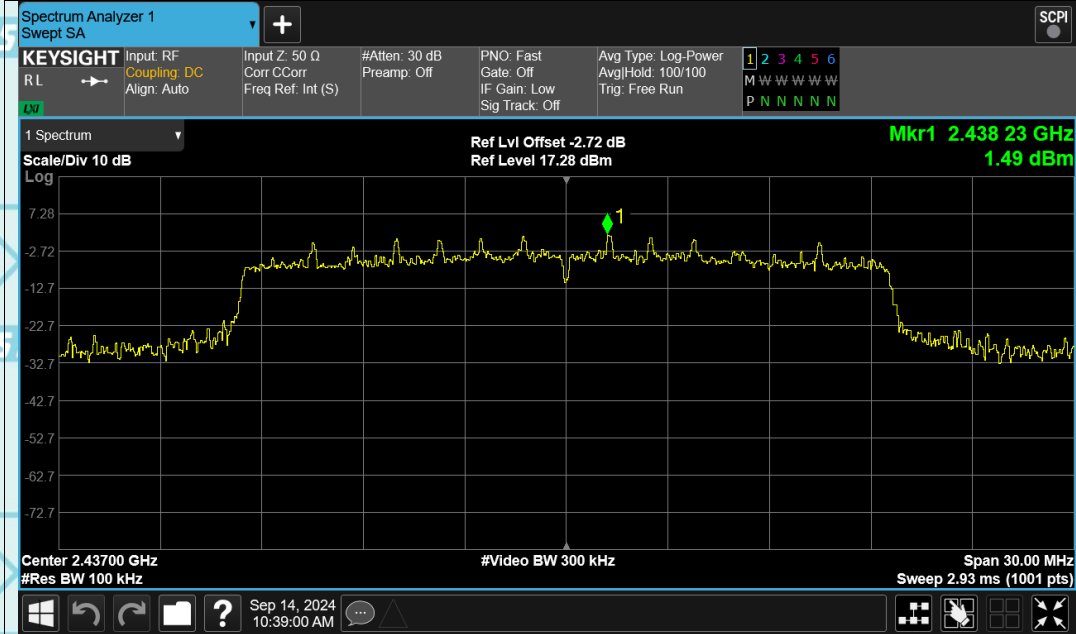 Spectrum Analyzer 1
Swept SA
+
SCPI
KEYSIGHT
R L
LXI
Input: RF
Coupling: DC
Align: Auto
Input Z: 50 Ω
Corr CCorr
Freq Ref: Int (S)
#Atten: 30 dB
Preamp: Off
PNO: Fast
Gate: Off
IF Gain: Low
Sig Track: Off
Avg Type: Log-Power
Avg|Hold: 100/100
Trig: Free Run
1 2 3 4 5 6
M W W W W W
P N N N N N
1 Spectrum
Scale/Div 10 dB
Log
Ref Lvl Offset -2.72 dB
Ref Level 17.28 dBm
Mkr1 2.438 23 GHz
1.49 dBm
1
7.28
-2.72
-12.7
-22.7
-32.7
-42.7
-52.7
-62.7
-72.7
Center 2.43700 GHz
#Res BW 100 kHz
#Video BW 300 kHz
Span 30.00 MHz
Sweep 2.93 ms (1001 pts)
?
Sep 14, 2024
10:39:00 AM